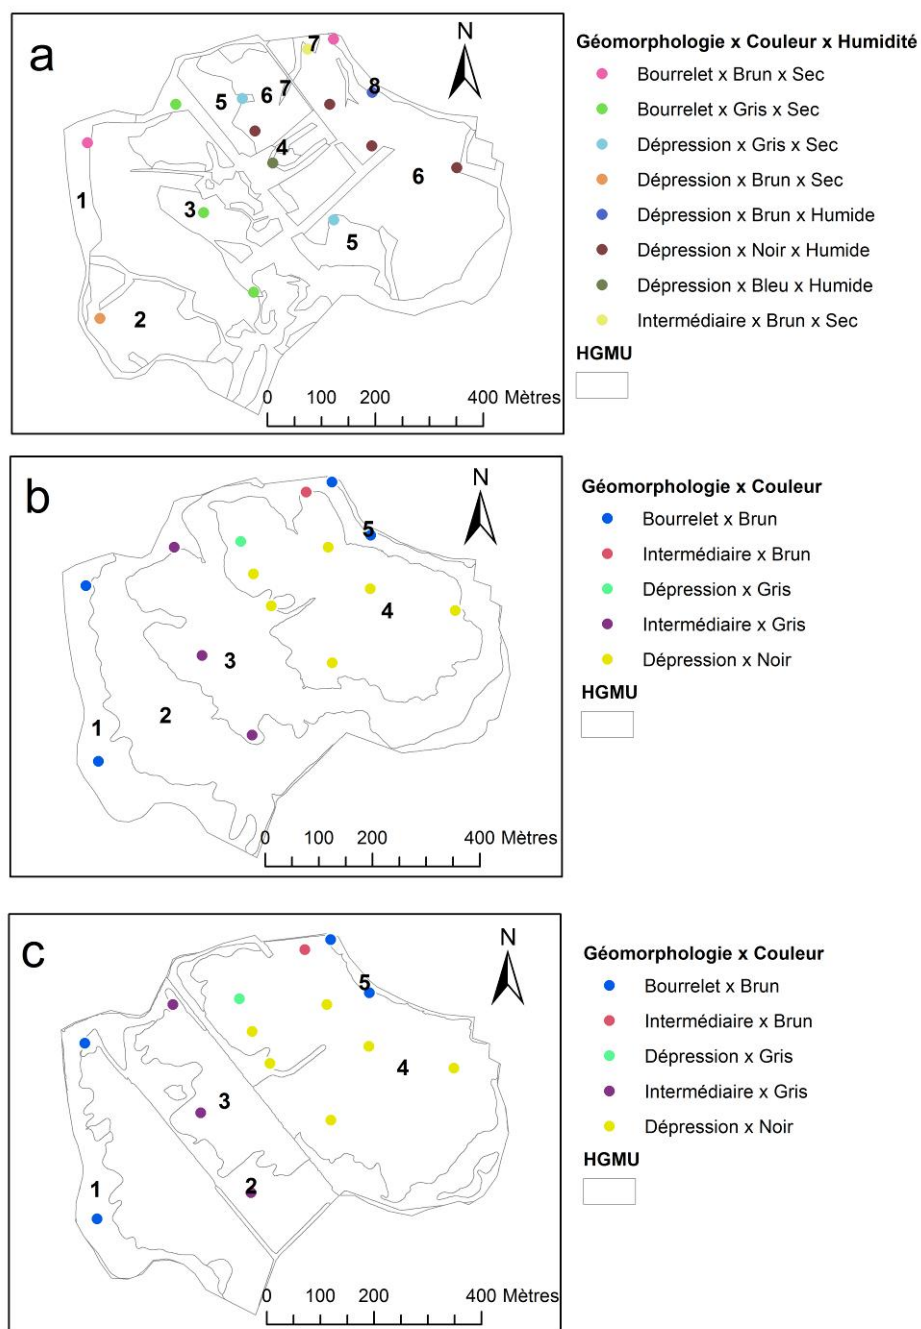 a
N
1
2
3
4
5
6
7
7
8
6
5
0 100 200 400 Mètres
Géomorphologie x Couleur x Humidité
Bourrelet x Brun x Sec
Bourrelet x Gris x Sec
Dépression x Gris x Sec
Dépression x Brun x Sec
Dépression x Brun x Humide
Dépression x Noir x Humide
Dépression x Bleu x Humide
Intermédiaire x Brun x Sec
HGMU
b
N
1
2
3
4
5
0 100 200 400 Mètres
Géomorphologie x Couleur
Bourrelet x Brun
Intermédiaire x Brun
Dépression x Gris
Intermédiaire x Gris
Dépression x Noir
HGMU
c
N
1
2
3
4
5
0 100 200 400 Mètres
Géomorphologie x Couleur
Bourrelet x Brun
Intermédiaire x Brun
Dépression x Gris
Intermédiaire x Gris
Dépression x Noir
HGMU